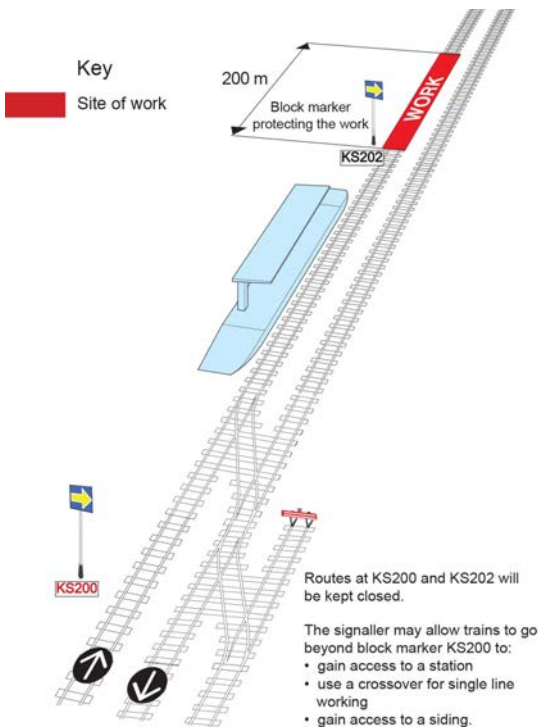 Key
Site of work
200 m
Block marker
protecting the work
WORK
KS202
KS200
Routes at KS200 and KS202 will
be kept closed.
The signaller may allow trains to go
beyond block marker KS200 to:
• gain access to a station
• use a crossover for single line
working
• gain access to a siding.